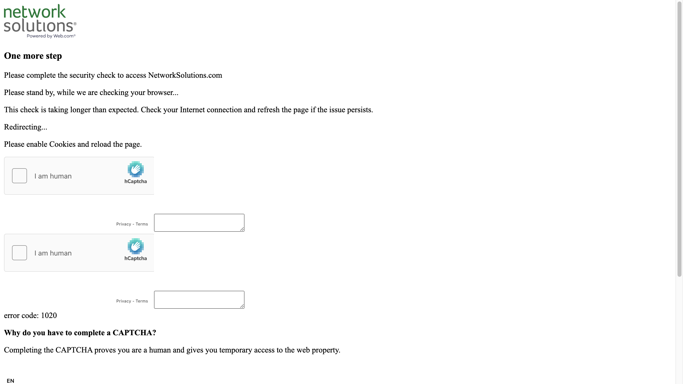 network
solutions®
Powered by Web.com®
One more step
Please complete the security check to access NetworkSolutions.com
Please stand by, while we are checking your browser...
This check is taking longer than expected. Check your Internet connection and refresh the page if the issue persists.
Redirecting...
Please enable Cookies and reload the page.
I am human
hCaptcha
Privacy - Terms
I am human
hCaptcha
Privacy - Terms
error code: 1020
Why do you have to complete a CAPTCHA?
Completing the CAPTCHA proves you are a human and gives you temporary access to the web property.
EN